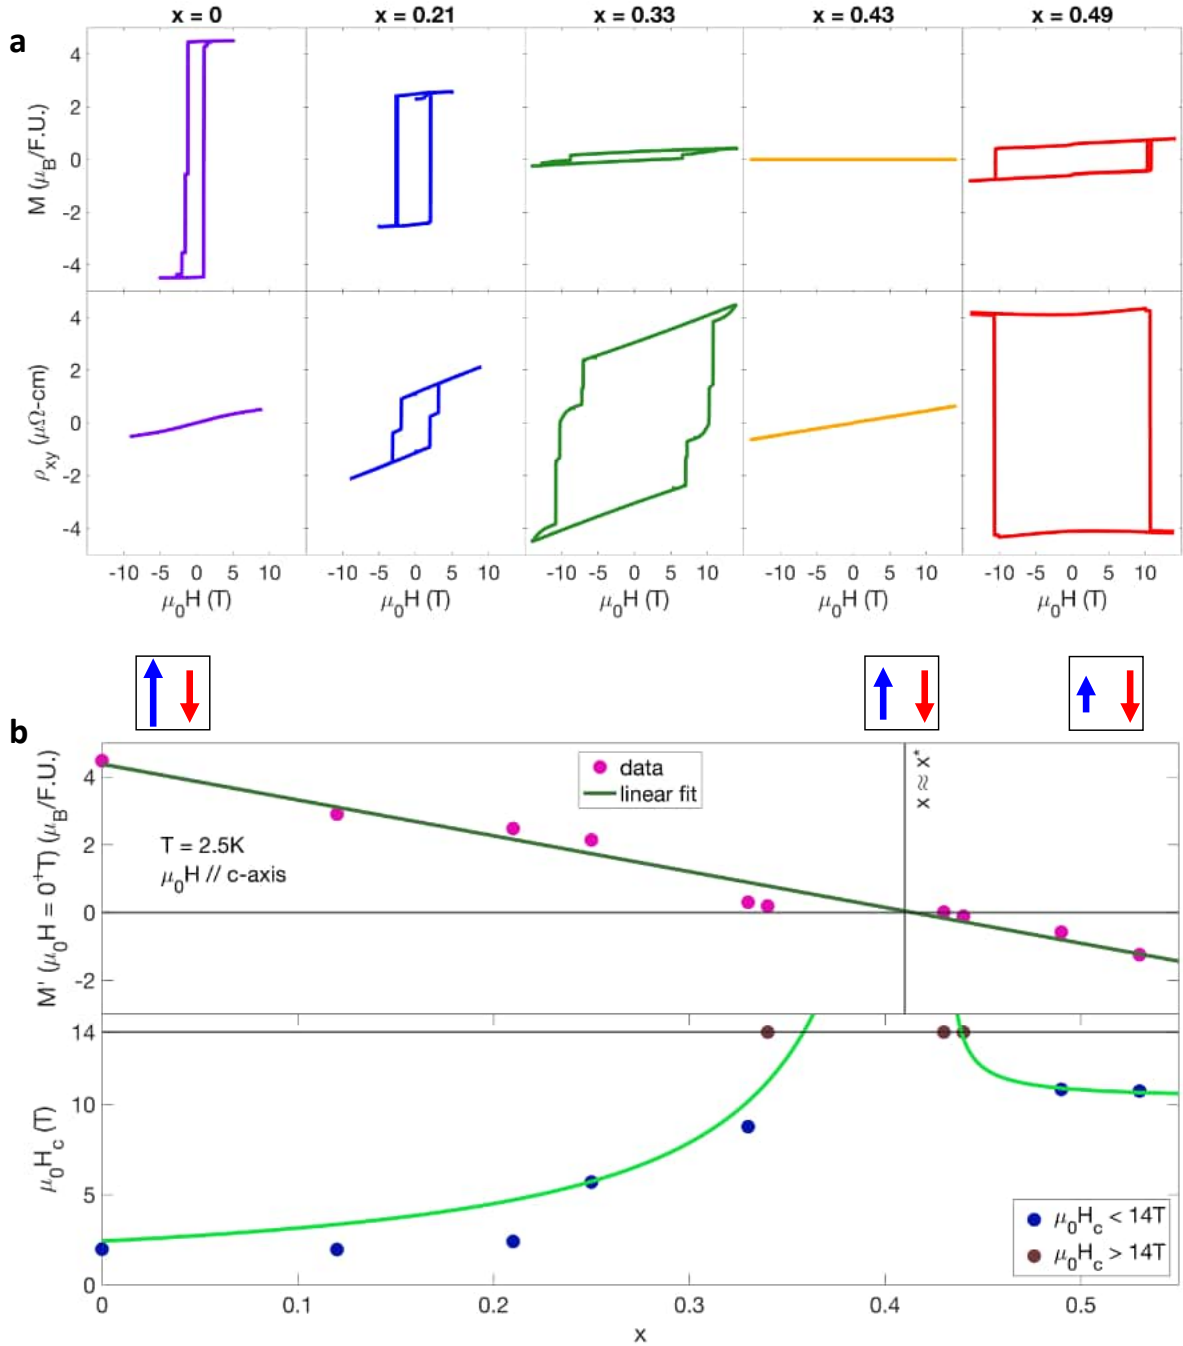 a
x = 0 x = 0.21 x = 0.33 x = 0.43 x = 0.49
M (μB/F.U.)
4
2
0
-2
-4
ρxy (μΩ-cm)
4
2
0
-2
-4
-10 -5 0 5 10 -10 -5 0 5 10 -10 -5 0 5 10 -10 -5 0 5 10 -10 -5 0 5 10
μ0H (T) μ0H (T) μ0H (T) μ0H (T) μ0H (T)
b
M' (μ0H = 0+T) (μB/F.U.)
4
2
0
-2
data
linear fit
x ≈ x*
T = 2.5K
μ0H // c-axis
μ0Hc (T)
14
10
5
0
μ0Hc < 14T
μ0Hc > 14T
0 0.1 0.2 0.3 0.4 0.5
x